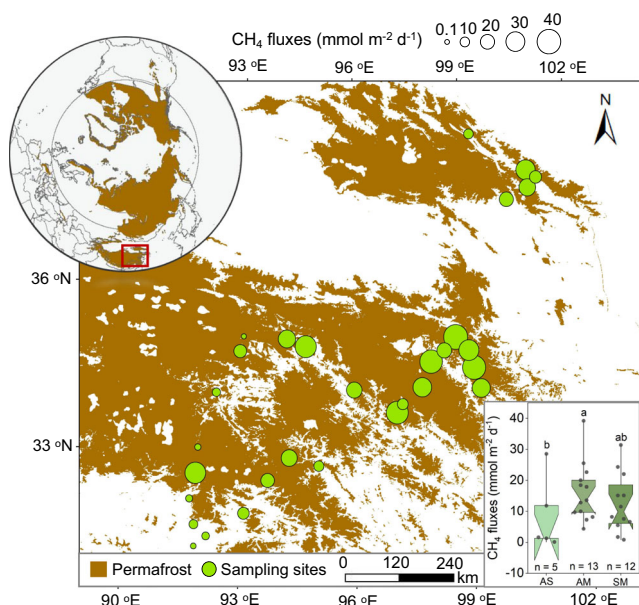 0.1 10 20 30 40
CH₄ fluxes (mmol m⁻² d⁻¹)
93 ºE 96 ºE 99 ºE 102 ºE
N
36 ºN
33 ºN
CH₄ fluxes (mmol m⁻² d⁻¹)
40
30
20
10
0
-10
b a ab
n = 5 n = 13 n = 12
AS AM SM
Permafrost Sampling sites
0 120 240
km
90 ºE 93 ºE 96 ºE 99 ºE 102 ºE